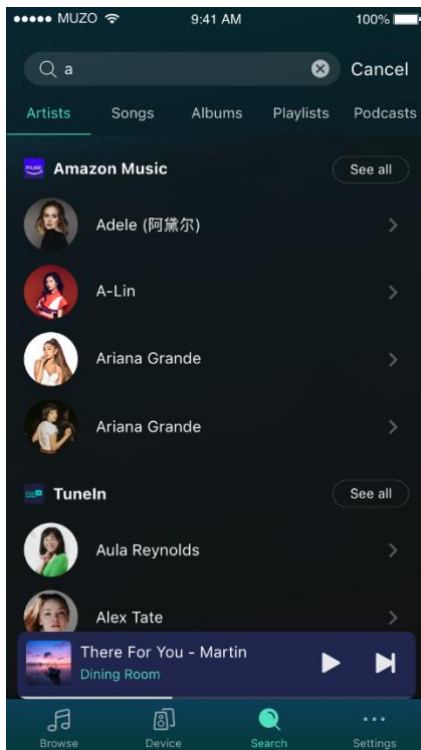 MUZO 9:41 AM 100%
a Cancel
Artists Songs Albums Playlists Podcasts
music Amazon Music See all
Adele (阿黛尔)
A-Lin
Ariana Grande
Ariana Grande
TuneIn See all
Aula Reynolds
Alex Tate
There For You - Martin
Dining Room
Browse Device Search Settings